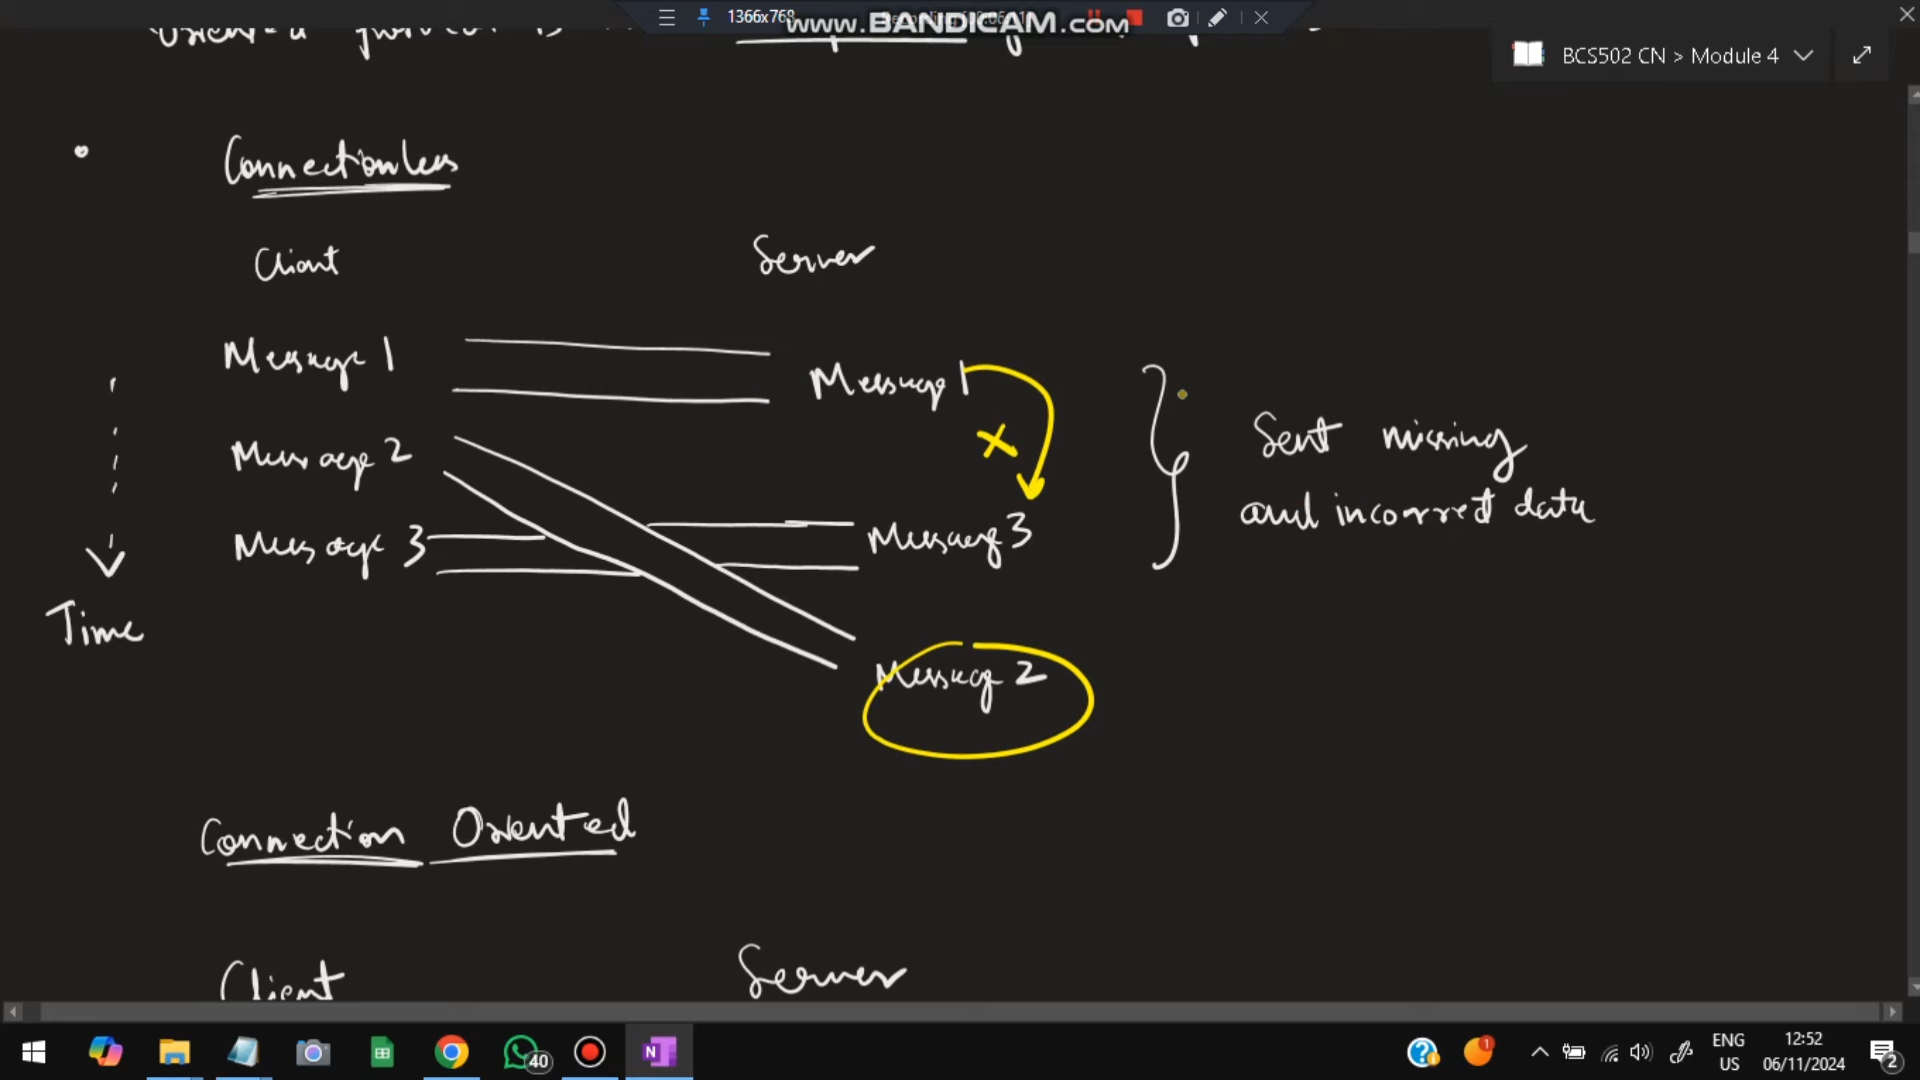 1366x768
www.BANDICAM.com
BCS502 CN > Module 4
Connectionless
Client Server
Message 1
Message 1
Message 2
Sent missing
and incorrect data
Message 3
Message 3
Time
Message 2
Connection Oriented
Client Server
40
N
1
ENG
US
12:52
06/11/2024
2